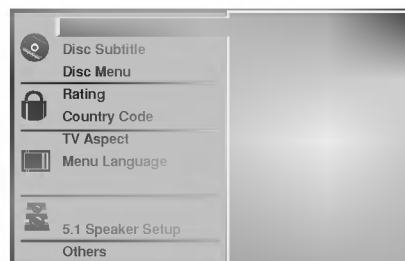 Disc Subtitle
Disc Menu
Rating
Country Code
TV Aspect
Menu Language
5.1 Speaker Setup
Others